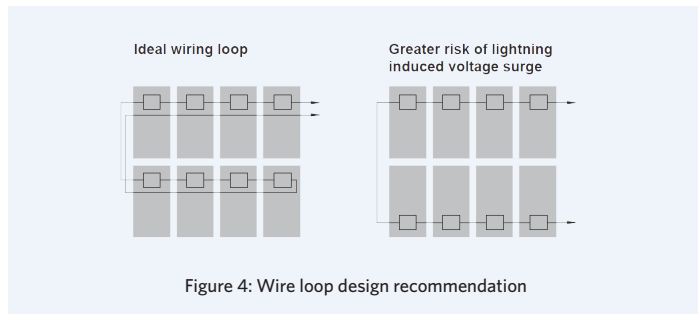 Ideal wiring loop
Greater risk of lightning
induced voltage surge
Figure 4: Wire loop design recommendation